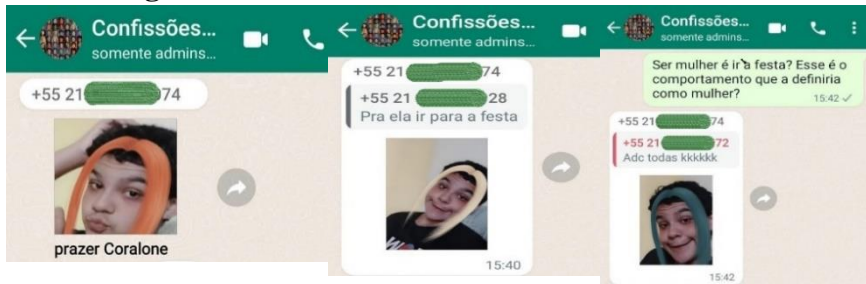 Confissões...
somente admins...
+55 21 74
prazer Coralone
Confissões...
somente admins...
+55 21 74
+55 21 28
Pra ela ir para a festa
15:40
Confissões...
somente admins...
Ser mulher é ir a festa? Esse é o
comportamento que a definiria
como mulher?
15:42
+55 21 74
+55 21 72
Adc todas kkkkkk
15:42